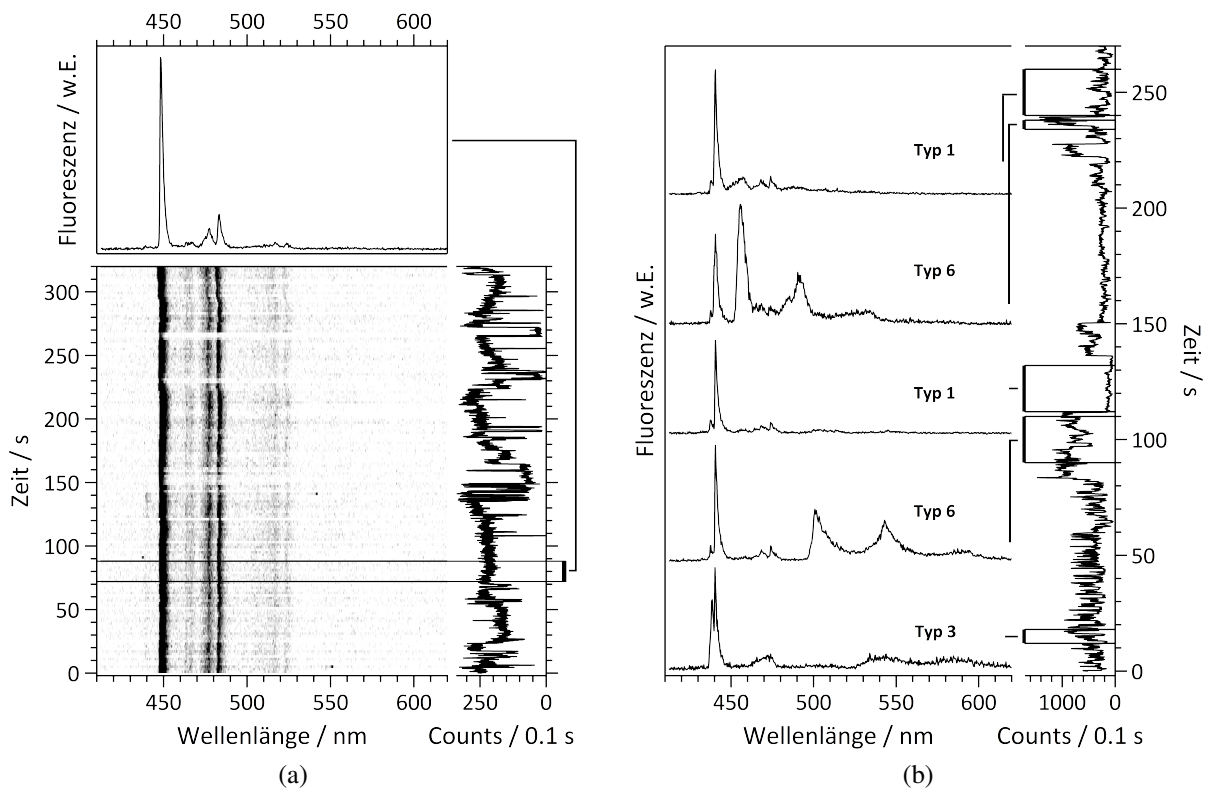 450 500 550 600
Fluoreszenz / w.E.
300
250
200
150
100
50
0
Zeit / s
450 500 550 600
250 0
Wellenlänge / nm
Counts / 0.1 s
(a)
Fluoreszenz / w.E.
Typ 1
Typ 6
Typ 1
Typ 6
Typ 3
250
200
150
100
50
0
Zeit / s
450 500 550 600
1000 0
Wellenlänge / nm
Counts / 0.1 s
(b)